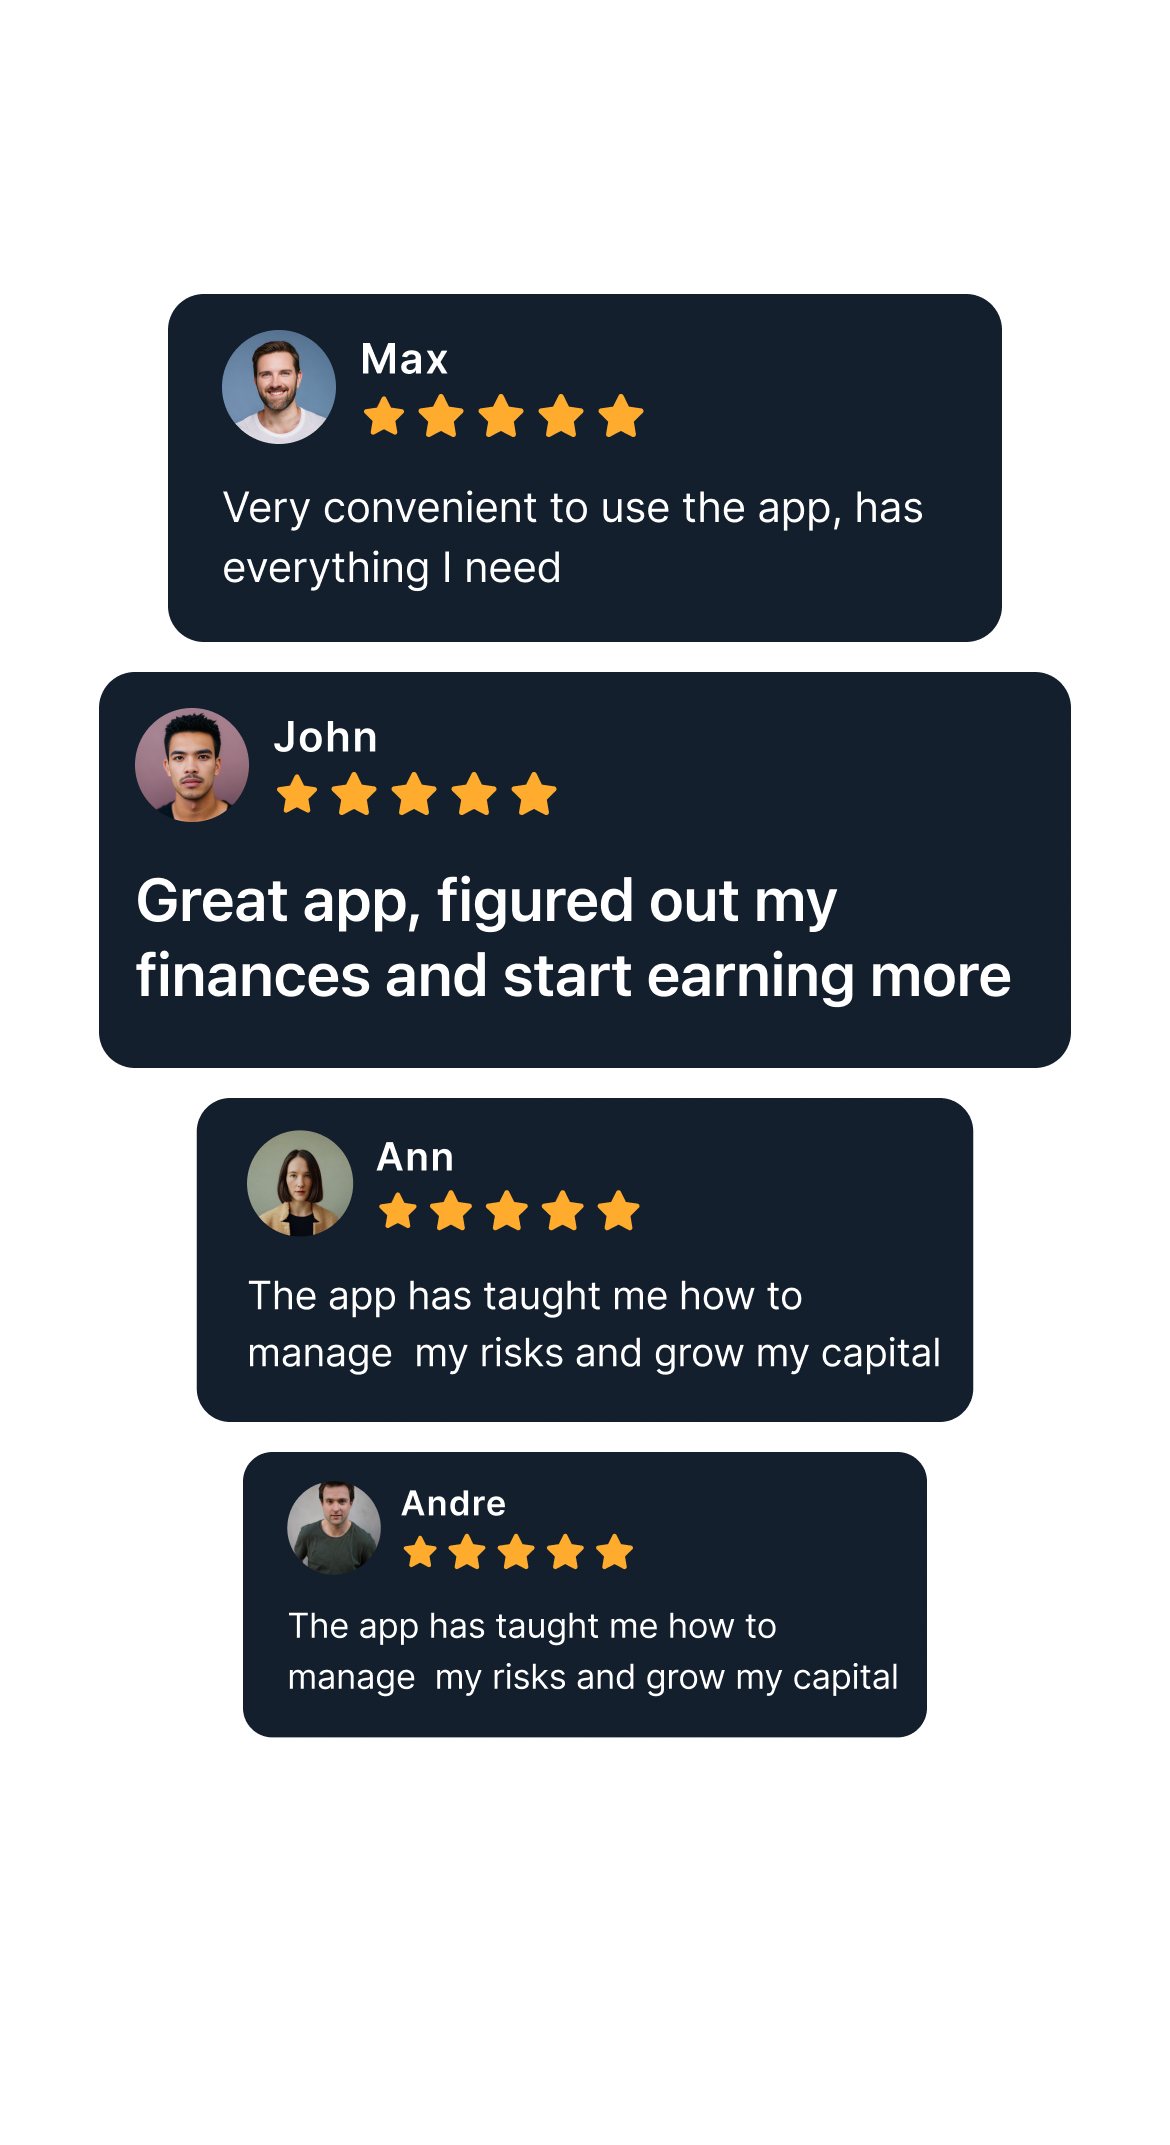 Max
Very convenient to use the app, has
everything I need
John
Great app, figured out my
finances and start earning more
Ann
The app has taught me how to
manage  my risks and grow my capital
Andre
The app has taught me how to
manage  my risks and grow my capital